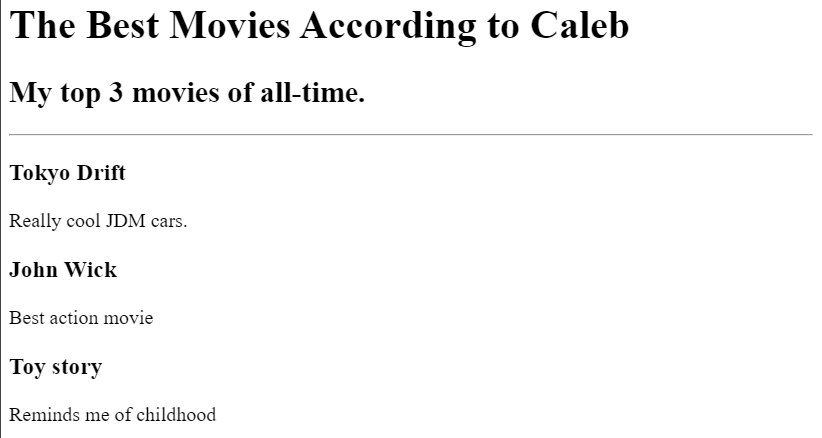 The Best Movies According to Caleb
My top 3 movies of all-time.
Tokyo Drift
Really cool JDM cars.
John Wick
Best action movie
Toy story
Reminds me of childhood